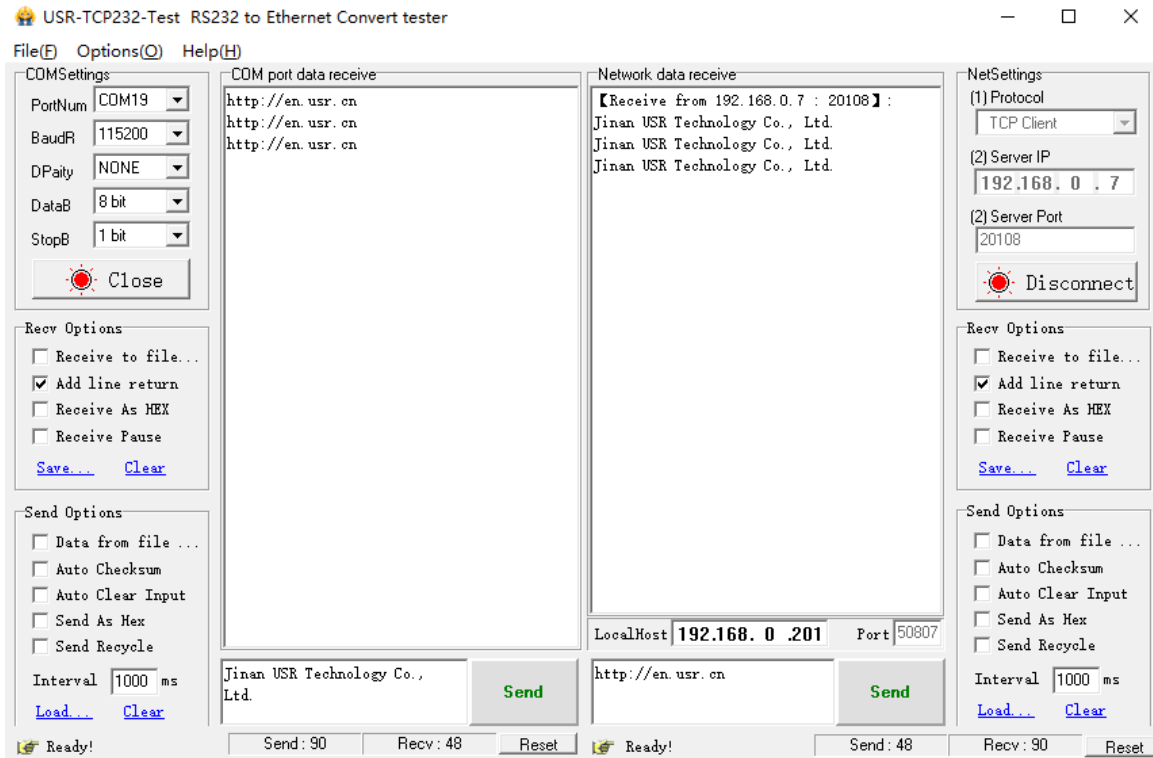 USR-TCP232-Test RS232 to Ethernet Convert tester
File(F) Options(O) Help(H)
COMSettings
PortNum COM19
BaudR 115200
DPaity NONE
DataB 8 bit
StopB 1 bit
Close
Recv Options
Receive to file...
Add line return
Receive As HEX
Receive Pause
Save... Clear
Send Options
Data from file ...
Auto Checksum
Auto Clear Input
Send As Hex
Send Recycle
Interval 1000 ms
Load... Clear
COM port data receive
http://en.usr.cn
http://en.usr.cn
http://en.usr.cn
Jinan USR Technology Co.,
Ltd.
Send
Network data receive
【Receive from 192.168.0.7 : 20108】:
Jinan USR Technology Co., Ltd.
Jinan USR Technology Co., Ltd.
Jinan USR Technology Co., Ltd.
LocalHost 192.168. 0 .201 Port 50807
http://en.usr.cn
Send
NetSettings
(1) Protocol
TCP Client
(2) Server IP
192.168. 0 . 7
(2) Server Port
20108
Disconnect
Recv Options
Receive to file...
Add line return
Receive As HEX
Receive Pause
Save... Clear
Send Options
Data from file ...
Auto Checksum
Auto Clear Input
Send As Hex
Send Recycle
Interval 1000 ms
Load... Clear
Ready! Send : 90 Recv : 48 Reset
Ready! Send : 48 Recv : 90 Reset